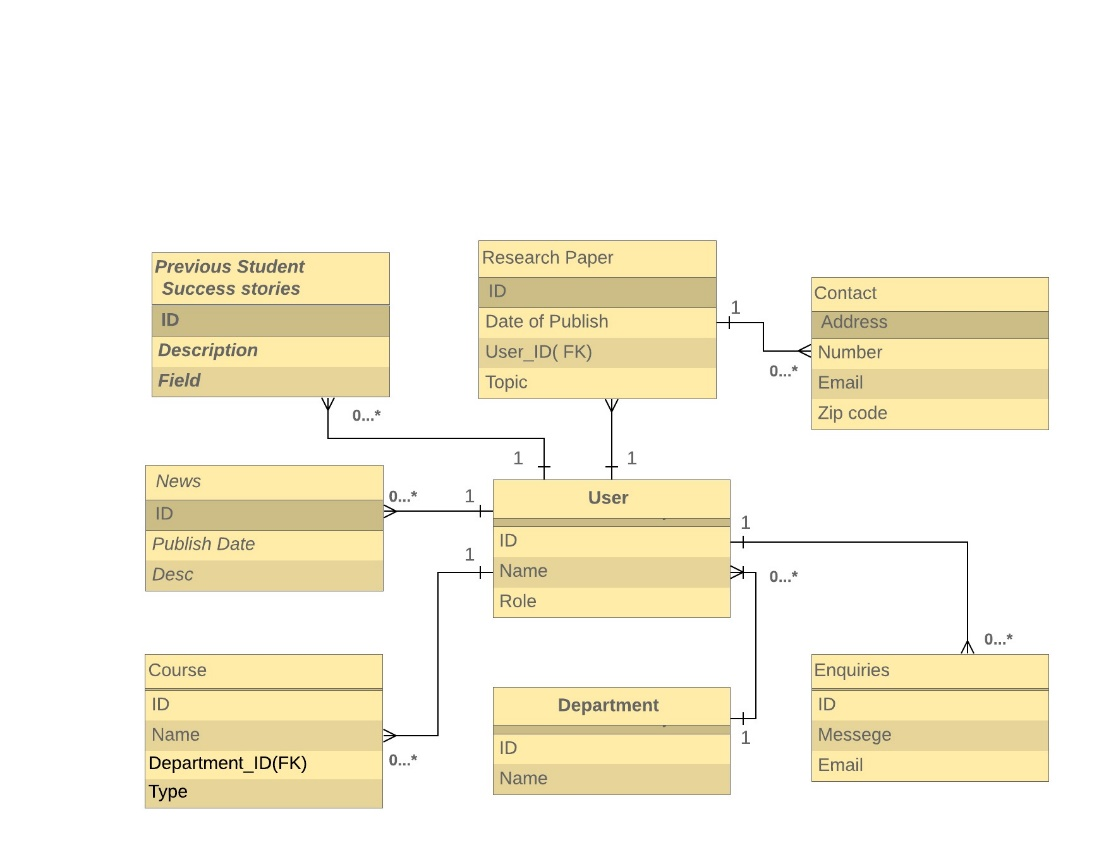 Previous Student
Success stories
ID
Description
Field
0...*
Research Paper
ID
Date of Publish
User_ID( FK)
Topic
1
0...*
Contact
Address
Number
Email
Zip code
1
1
News
ID
Publish Date
Desc
0...*
1
1
User
ID
Name
Role
1
0...*
0...*
Course
ID
Name
Department_ID(FK)
Type
0...*
Department
ID
Name
1
Enquiries
ID
Messege
Email